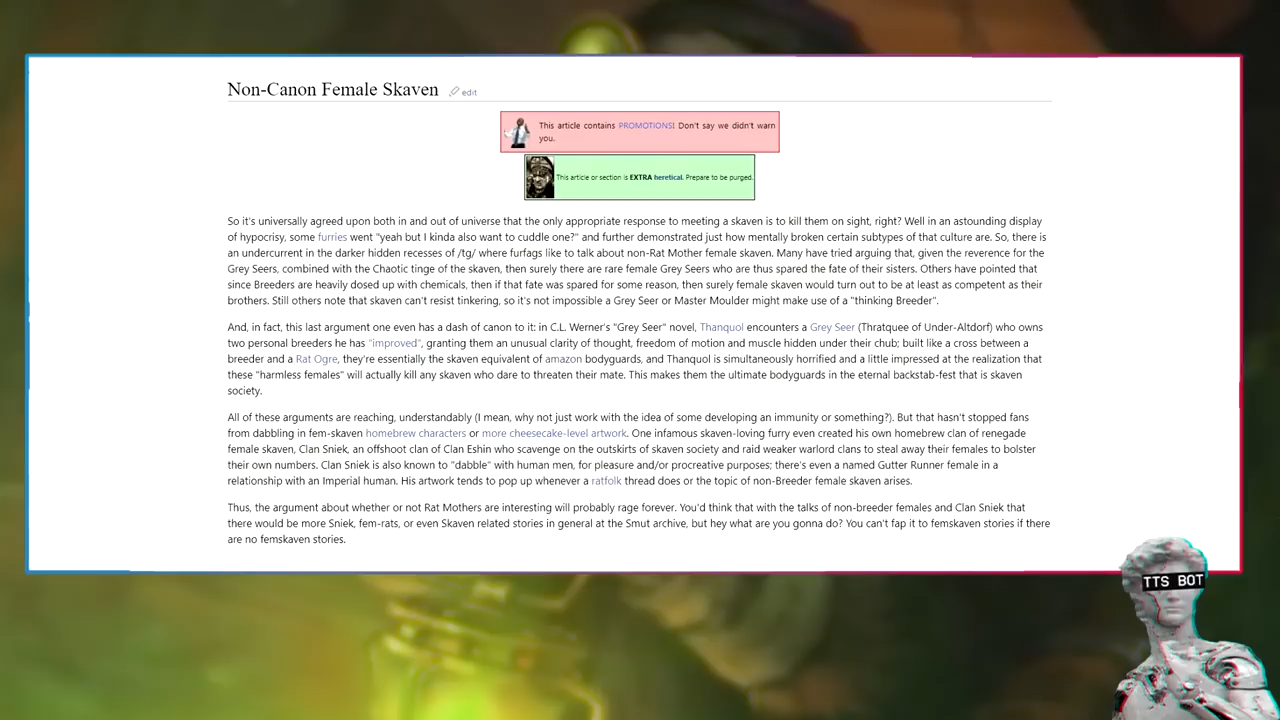 Non-Canon Female Skaven edit
This article contains PROMOTIONS! Don't say we didn't warn
you.
This article or section is EXTRA heretical. Prepare to be purged.
So it's universally agreed upon both in and out of universe that the only appropriate response to meeting a skaven is to kill them on sight, right? Well in an astounding display
of hypocrisy, some furries went "yeah but I kinda also want to cuddle one?" and further demonstrated just how mentally broken certain subtypes of that culture are. So, there is
an undercurrent in the darker hidden recesses of /tg/ where furfags like to talk about non-Rat Mother female skaven. Many have tried arguing that, given the reverence for the
Grey Seers, combined with the Chaotic tinge of the skaven, then surely there are rare female Grey Seers who are thus spared the fate of their sisters. Others have pointed that
since Breeders are heavily dosed up with chemicals, then if that fate was spared for some reason, then surely female skaven would turn out to be at least as competent as their
brothers. Still others note that skaven can't resist tinkering, so it's not impossible a Grey Seer or Master Moulder might make use of a "thinking Breeder".
And, in fact, this last argument one even has a dash of canon to it: in C.L. Werner's "Grey Seer" novel, Thanquol encounters a Grey Seer (Thratquee of Under-Altdorf) who owns
two personal breeders he has "improved", granting them an unusual clarity of thought, freedom of motion and muscle hidden under their chub; built like a cross between a
breeder and a Rat Ogre, they're essentially the skaven equivalent of amazon bodyguards, and Thanquol is simultaneously horrified and a little impressed at the realization that
these "harmless females" will actually kill any skaven who dare to threaten their mate. This makes them the ultimate bodyguards in the eternal backstab-fest that is skaven
society.
All of these arguments are reaching, understandably (I mean, why not just work with the idea of some developing an immunity or something?). But that hasn't stopped fans
from dabbling in fem-skaven homebrew characters or more cheesecake-level artwork. One infamous skaven-loving furry even created his own homebrew clan of renegade
female skaven, Clan Sniek, an offshoot clan of Clan Eshin who scavenge on the outskirts of skaven society and raid weaker warlord clans to steal away their females to bolster
their own numbers. Clan Sniek is also known to "dabble" with human men, for pleasure and/or procreative purposes; there's even a named Gutter Runner female in a
relationship with an Imperial human. His artwork tends to pop up whenever a ratfolk thread does or the topic of non-Breeder female skaven arises.
Thus, the argument about whether or not Rat Mothers are interesting will probably rage forever. You'd think that with the talks of non-breeder females and Clan Sniek that
there would be more Sniek, fem-rats, or even Skaven related stories in general at the Smut archive, but hey what are you gonna do? You can't fap it to femskaven stories if there
are no femskaven stories.
TTS BOT